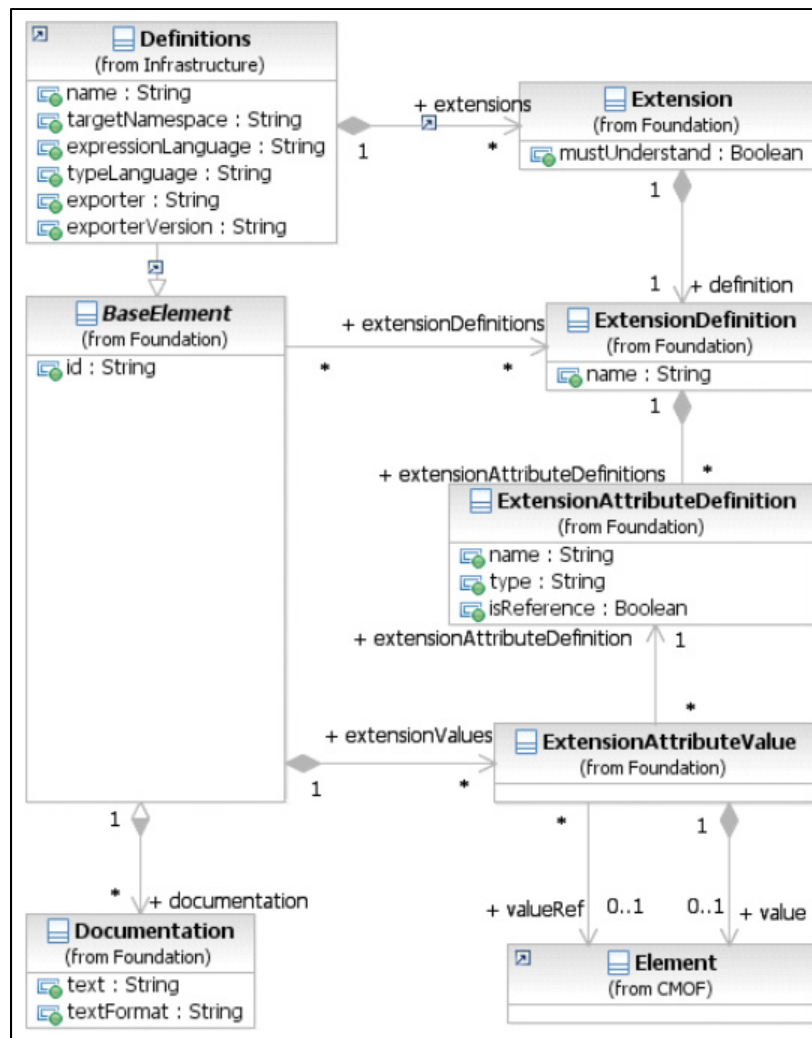 Definitions
(from Infrastructure)
name : String
targetNamespace : String
expressionLanguage : String
typeLanguage : String
exporter : String
exporterVersion : String
+ extensions
1
*
Extension
(from Foundation)
mustUnderstand : Boolean
1
1
+ definition
BaseElement
(from Foundation)
id : String
+ extensionDefinitions
*
*
ExtensionDefinition
(from Foundation)
name : String
1
*
+ extensionAttributeDefinitions
ExtensionAttributeDefinition
(from Foundation)
name : String
type : String
isReference : Boolean
+ extensionAttributeDefinition
1
*
+ extensionValues
1
*
ExtensionAttributeValue
(from Foundation)
*
1
+ valueRef
0..1
0..1
+ value
1
*
+ documentation
Documentation
(from Foundation)
text : String
textFormat : String
Element
(from CMOF)